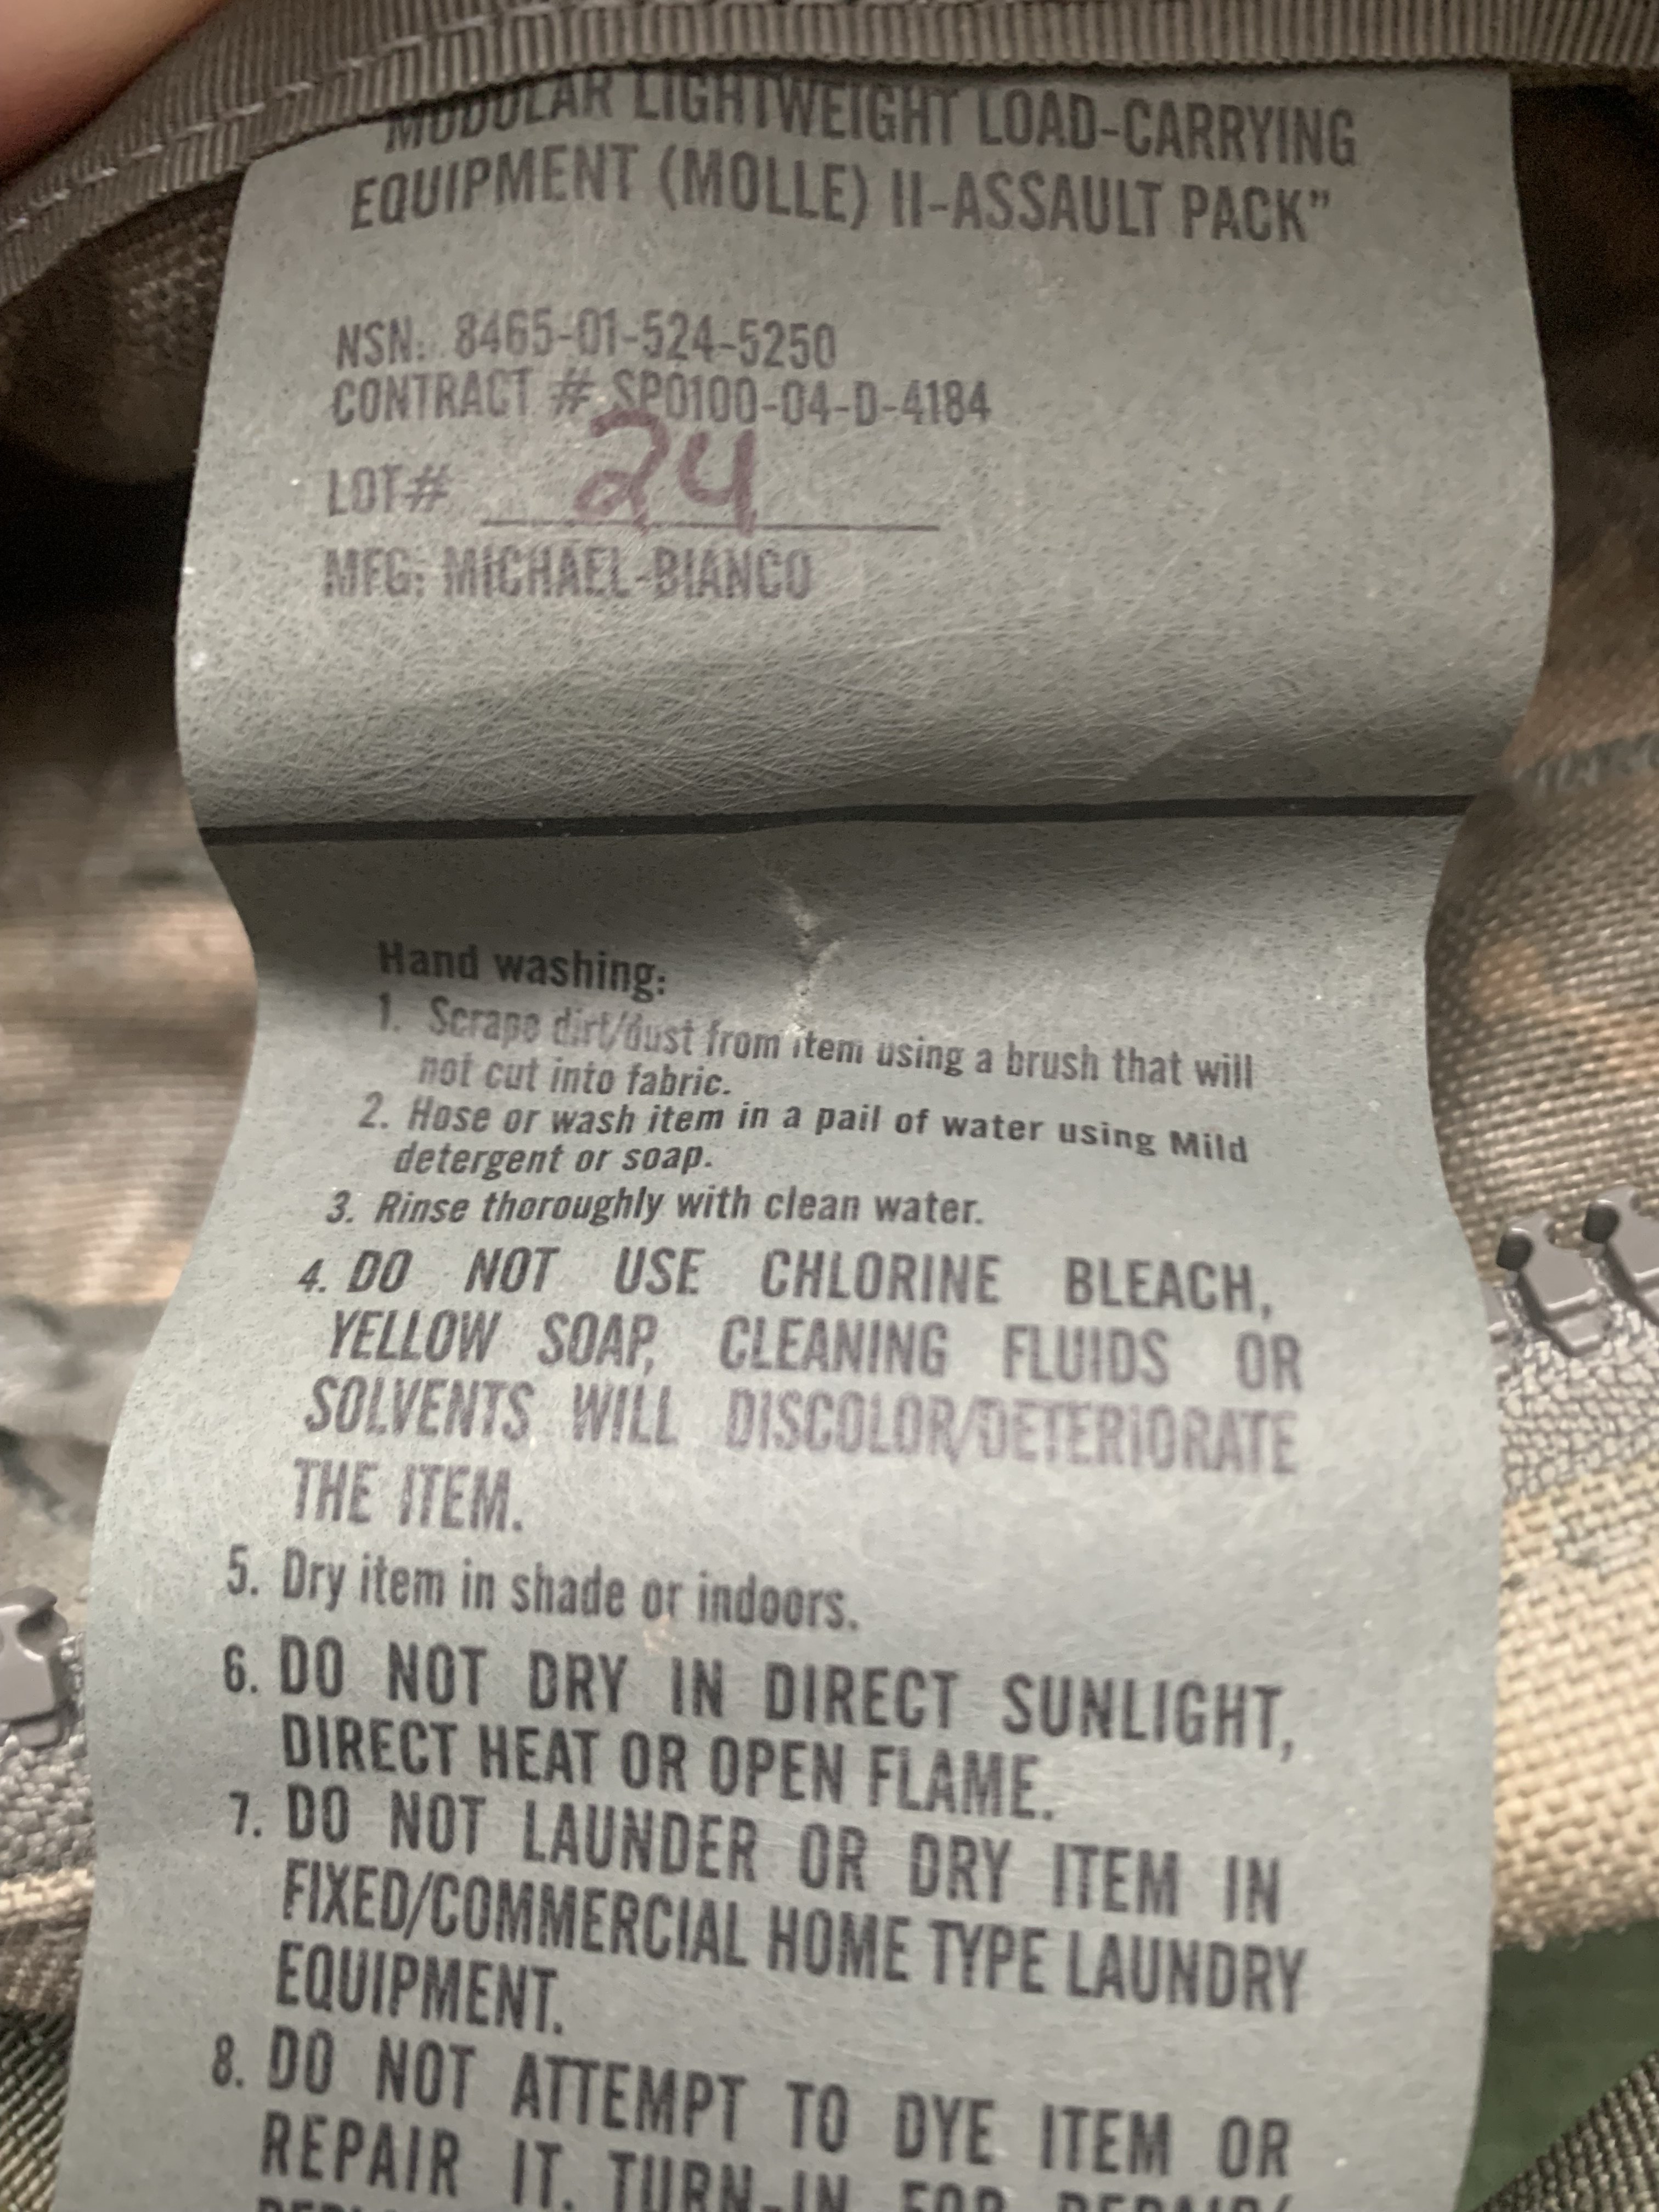 MODULAR LIGHTWEIGHT LOAD-CARRYING
EQUIPMENT (MOLLE) II-ASSAULT PACK”
NSN: 8465-01-524-5250
CONTRACT # SP0100-04-D-4184
LOT# 24
MFG: MICHAEL-BIANCO
Hand washing:
1. Scrape dirt/dust from item using a brush that will
not cut into fabric.
2. Hose or wash item in a pail of water using Mild
detergent or soap.
3. Rinse thoroughly with clean water.
4. DO NOT USE CHLORINE BLEACH,
YELLOW SOAP, CLEANING FLUIDS OR
SOLVENTS WILL DISCOLOR/DETERIORATE
THE ITEM.
5. Dry item in shade or indoors.
6. DO NOT DRY IN DIRECT SUNLIGHT,
DIRECT HEAT OR OPEN FLAME.
7. DO NOT LAUNDER OR DRY ITEM IN
FIXED/COMMERCIAL HOME TYPE LAUNDRY
EQUIPMENT.
8. DO NOT ATTEMPT TO DYE ITEM OR
REPAIR IT. TURN-IN FOR REPAIR/